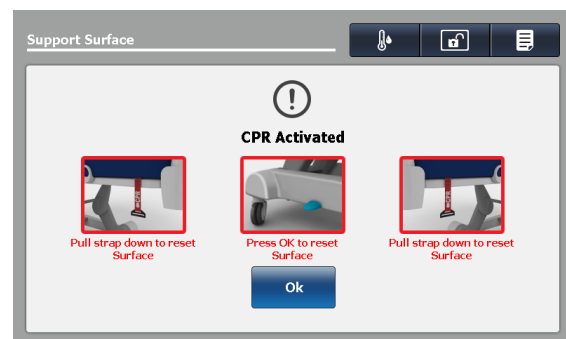 Support Surface
CPR Activated
Pull strap down to reset
Surface
Press OK to reset
Surface
Pull strap down to reset
Surface
Ok